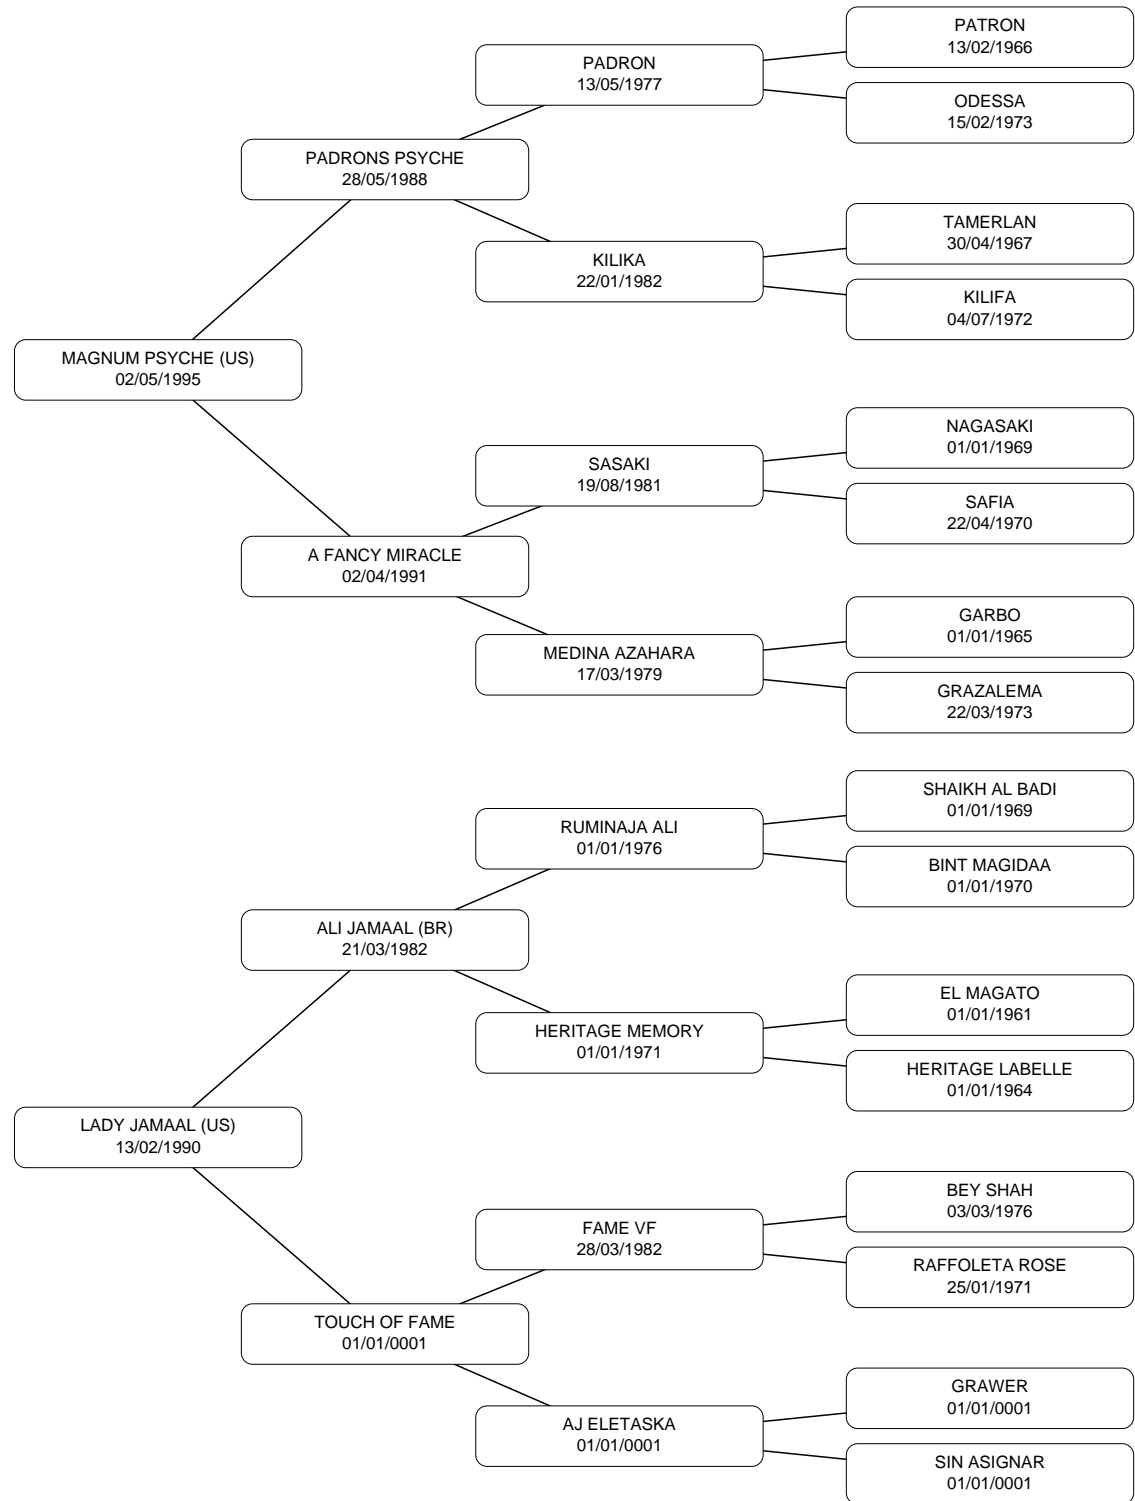 PATRON
13/02/1966
PADRON
13/05/1977
ODESSA
15/02/1973
PADRONS PSYCHE
28/05/1988
TAMERLAN
30/04/1967
KILIKA
22/01/1982
KILIFA
04/07/1972
MAGNUM PSYCHE (US)
02/05/1995
NAGASAKI
01/01/1969
SASAKI
19/08/1981
SAFIA
22/04/1970
A FANCY MIRACLE
02/04/1991
GARBO
01/01/1965
MEDINA AZAHARA
17/03/1979
GRAZALEMA
22/03/1973
SHAIKH AL BADI
01/01/1969
RUMINAJA ALI
01/01/1976
BINT MAGIDAA
01/01/1970
ALI JAMAAL (BR)
21/03/1982
EL MAGATO
01/01/1961
HERITAGE MEMORY
01/01/1971
HERITAGE LABELLE
01/01/1964
LADY JAMAAL (US)
13/02/1990
BEY SHAH
03/03/1976
FAME VF
28/03/1982
RAFFOLETA ROSE
25/01/1971
TOUCH OF FAME
01/01/0001
GRAWER
01/01/0001
AJ ELETASKA
01/01/0001
SIN ASIGNAR
01/01/0001